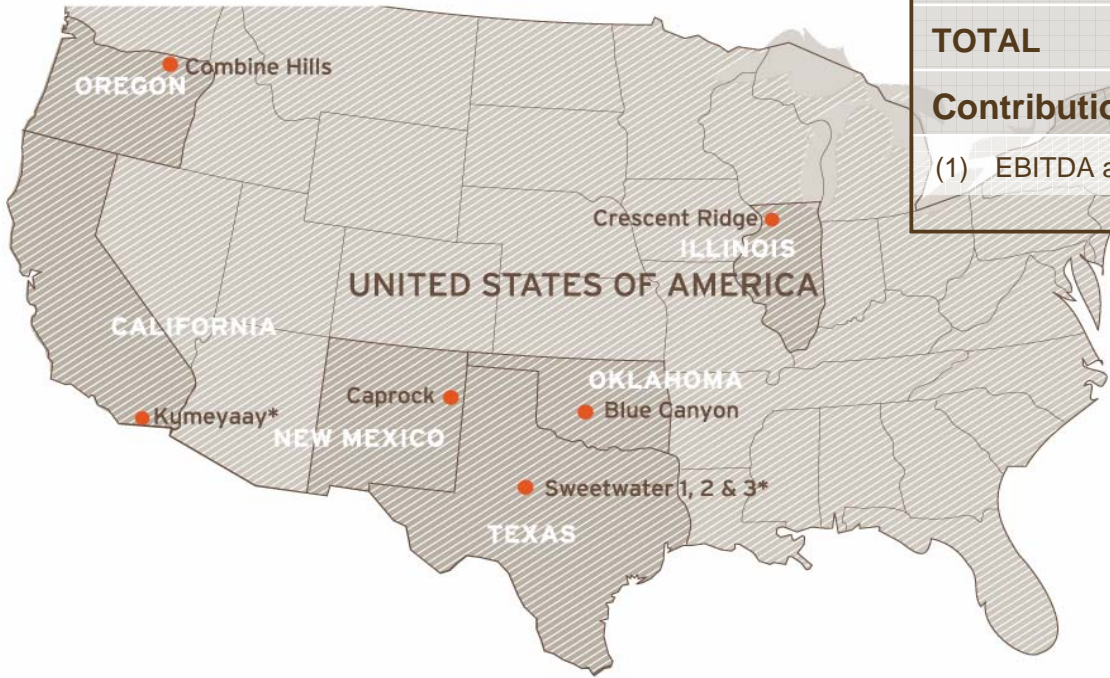 TOTAL
Contributio
(1) EBITDA a
Combine Hills
OREGON
Crescent Ridge
ILLINOIS
UNITED STATES OF AMERICA
CALIFORNIA
OKLAHOMA
Caprock
Blue Canyon
Kumeyaay*
NEW MEXICO
Sweetwater 1, 2 & 3*
TEXAS